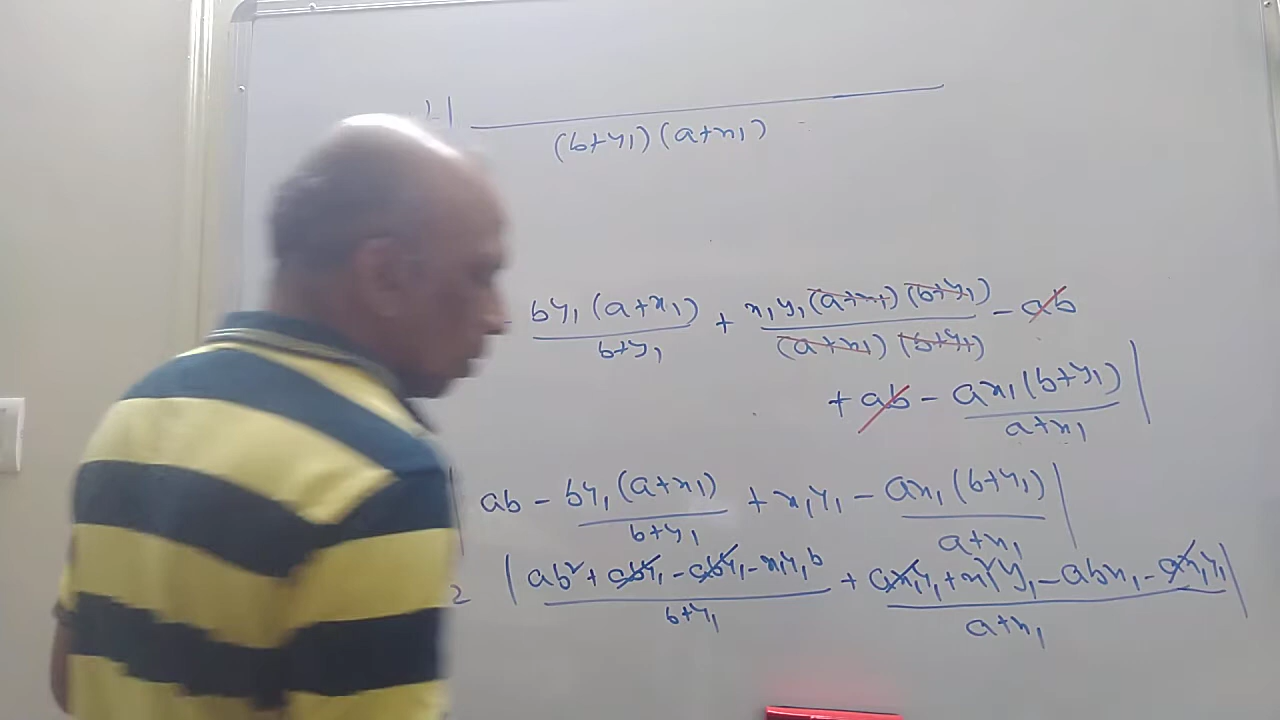 (b+y₁)(a+x₁)
- by₁(a+x₁)/b+y₁ + x₁y₁(a+x₁)(b+y₁)/(a+x₁)(b+y₁) - ab
+ ab - ax₁(b+y₁)/a+x₁ |
| ab - by₁(a+x₁)/b+y₁ + x₁y₁ - ax₁(b+y₁)/a+x₁ |
| ab²+aby₁-aby₁-x₁y₁b/b+y₁ + ax₁y₁+x₁²y₁-abx₁-ax₁y₁/a+x₁ |